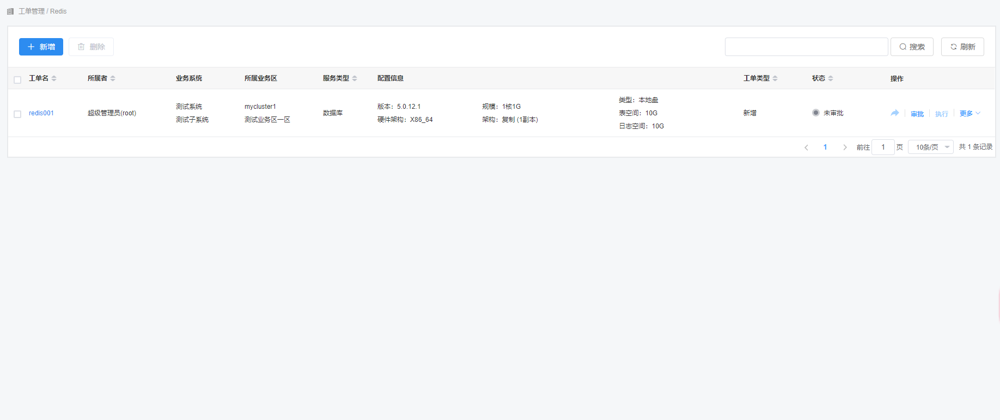 工单管理 / Redis
新增 删除 搜索 刷新
工单名 所属者 业务系统 所属业务区 服务类型 配置信息 工单类型 状态 操作
redis001 超级管理员(root) 测试系统 测试子系统 mycluster1 测试业务区一区 数据库 版本：5.0.12.1 硬件架构：X86_64 规模：1核1G 架构：复制 (1副本) 类型：本地盘 表空间：10G 日志空间：10G 新增 未审批 审批 执行 更多
1 前往 1 页 10条/页 共 1 条记录